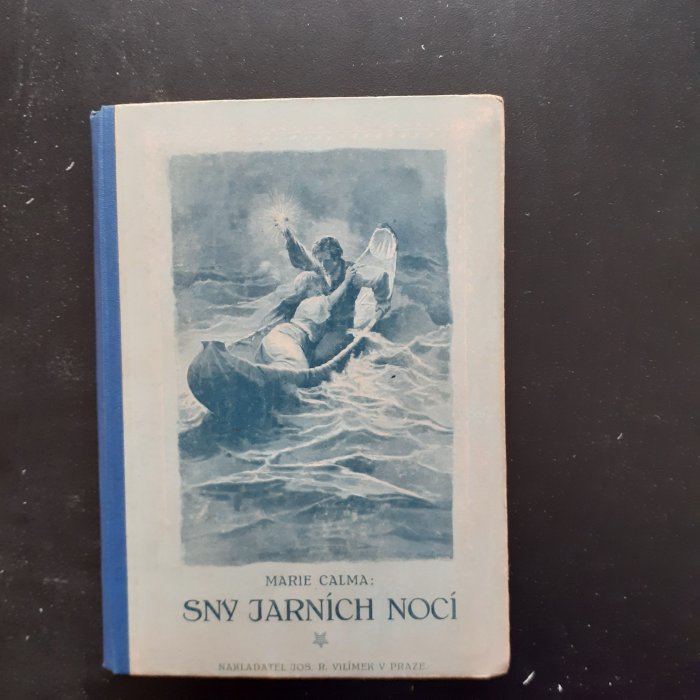 MARIE CALMA:
SNY JARNÍCH NOCÍ
NAKLADATEL JOS. R. VILÍMEK V PRAZE.